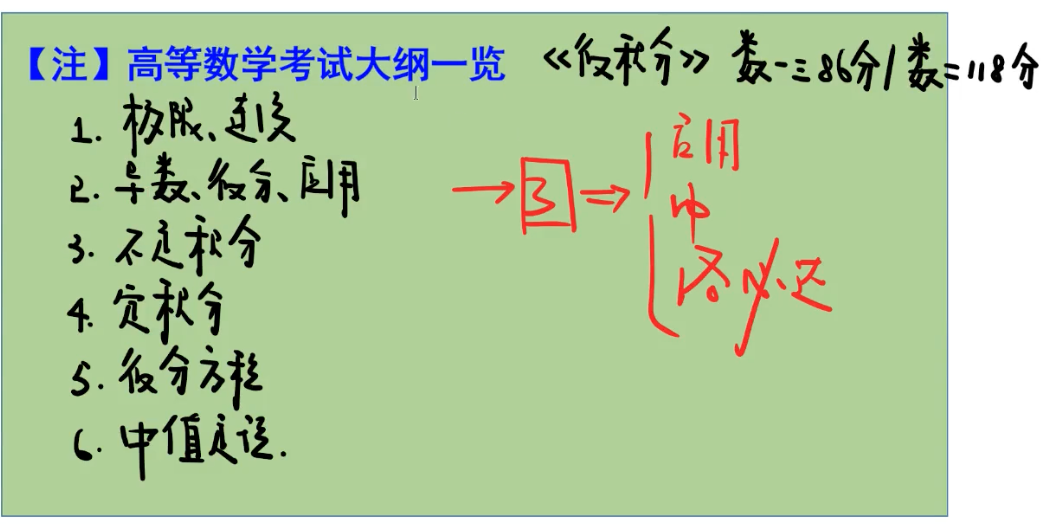 【注】高等数学考试大纲一览 《微积分》 数一三86分/数二118分
1. 极限、连续
2. 导数、微分、应用
3. 不定积分
4. 定积分
5. 微分方程
6. 中值定理.
→ 3 ⇒
应用
中
洛必达